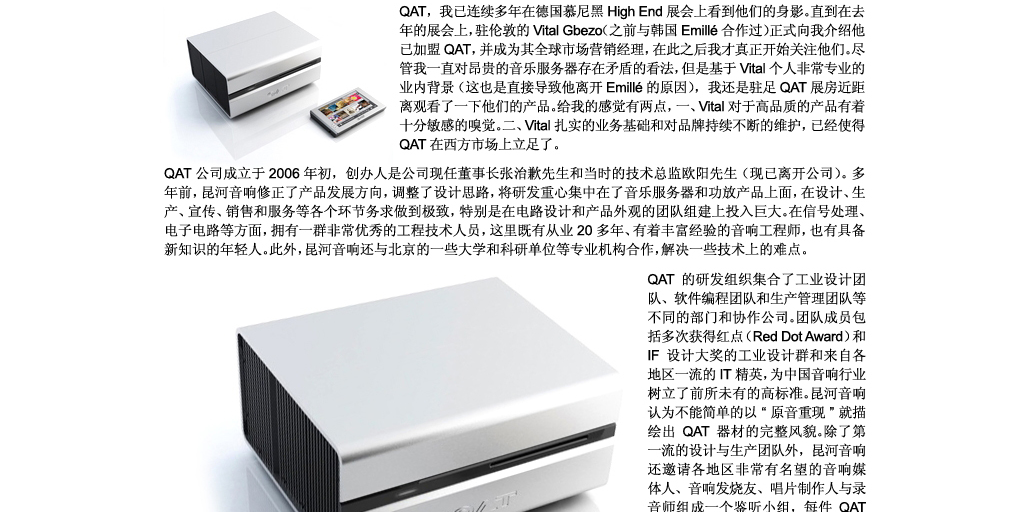 QAT，我已连续多年在德国慕尼黑 High End 展会上看到他们的身影。直到在去
年的展会上，驻伦敦的 Vital Gbezo（之前与韩国 Emillé 合作过）正式向我介绍他
已加盟 QAT，并成为其全球市场营销经理，在此之后我才真正开始关注他们。尽
管我一直对昂贵的音乐服务器存在矛盾的看法，但是基于 Vital 个人非常专业的
业内背景（这也是直接导致他离开 Emillé 的原因），我还是驻足 QAT 展房近距
离观看了一下他们的产品。给我的感觉有两点，一、Vital 对于高品质的产品有着
十分敏感的嗅觉。二、Vital 扎实的业务基础和对品牌持续不断的维护，已经使得
QAT 在西方市场上立足了。
QAT 公司成立于 2006 年初，创办人是公司现任董事长张治歉先生和当时的技术总监欧阳先生（现已离开公司）。多
年前，昆河音响修正了产品发展方向，调整了设计思路，将研发重心集中在了音乐服务器和功放产品上面，在设计、生
产、宣传、销售和服务等各个环节务求做到极致，特别是在电路设计和产品外观的团队组建上投入巨大。在信号处理、
电子电路等方面，拥有一群非常优秀的工程技术人员，这里既有从业 20 多年、有着丰富经验的音响工程师，也有具备
新知识的年轻人。此外，昆河音响还与北京的一些大学和科研单位等专业机构合作，解决一些技术上的难点。
QAT 的研发组织集合了工业设计团
队、软件编程团队和生产管理团队等
不同的部门和协作公司。团队成员包
括多次获得红点（Red Dot Award）和
IF 设计大奖的工业设计群和来自各
地区一流的 IT 精英，为中国音响行业
树立了前所未有的高标准。昆河音响
认为不能简单的以 “ 原音重现 ” 就描
绘出 QAT 器材的完整风貌。除了第
一流的设计与生产团队外，昆河音响
还邀请各地区非常有名望的音响媒
体人、音响发烧友、唱片制作人与录
音师组成一个鉴听小组，每件 QAT
QAT